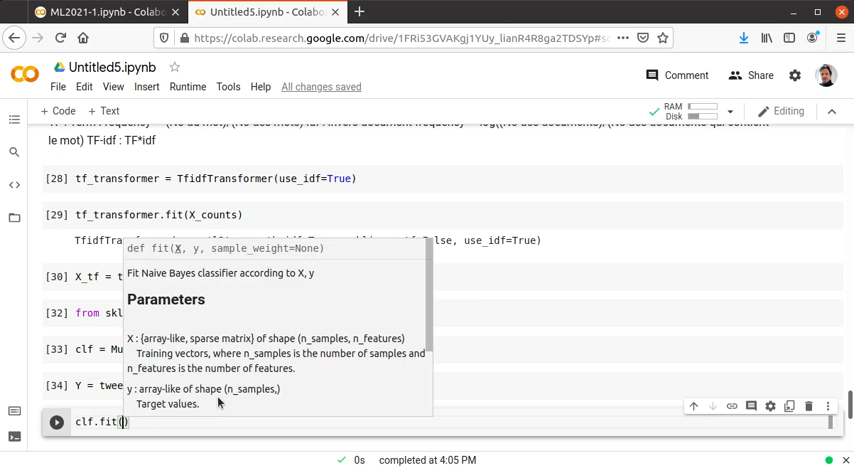 ML2021-1.ipynb - Colabo
Untitled5.ipynb - Colabo
https://colab.research.google.com/drive/1FRi53GVAKgj1YUy_lianR4R8ga2TDSYp#sc
Untitled5.ipynb
Comment
Share
File Edit View Insert Runtime Tools Help All changes saved
+ Code + Text
RAM
Disk
Editing
le mot) TF-idf : TF*idf
[28] tf_transformer = TfidfTransformer(use_idf=True)
[29] tf_transformer.fit(X_counts)
TfidfTra
False, use_idf=True)
def fit(X, y, sample_weight=None)
[30] X_tf = t
Fit Naive Bayes classifier according to X, y
Parameters
[32] from skl
X : {array-like, sparse matrix} of shape (n_samples, n_features)
[33] clf = Mu
Training vectors, where n_samples is the number of samples and
n_features is the number of features.
[34] Y = twee
y : array-like of shape (n_samples,)
Target values.
clf.fit()
0s completed at 4:05 PM